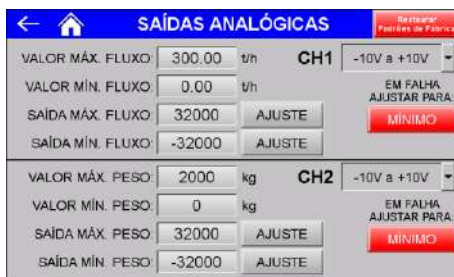 SAÍDAS ANALÓGICAS
Restaurar
Padrões de Fábrica
VALOR MÁX. FLUXO: 300.00 t/h CH1 -10V a +10V
VALOR MÍN. FLUXO: 0.00 t/h
EM FALHA
AJUSTAR PARA:
SAÍDA MÁX. FLUXO: 32000 AJUSTE MÍNIMO
SAÍDA MÍN. FLUXO: -32000 AJUSTE
VALOR MÁX. PESO: 2000 kg CH2 -10V a +10V
VALOR MÍN. PESO: 0 kg
EM FALHA
AJUSTAR PARA:
SAÍDA MÁX. PESO: 32000 AJUSTE MÍNIMO
SAÍDA MÍN. PESO: -32000 AJUSTE